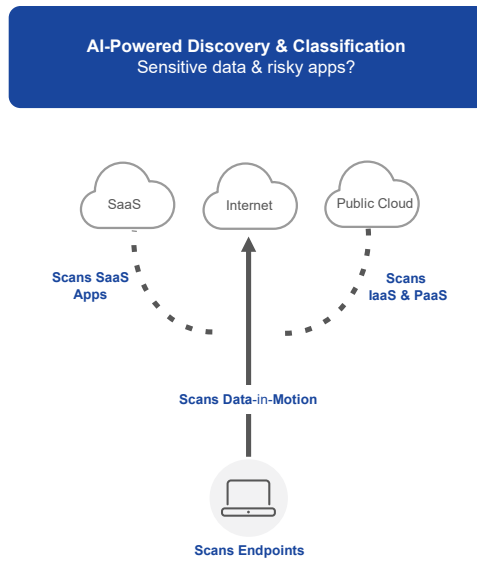 AI-Powered Discovery & Classification
Sensitive data & risky apps?
SaaS
Internet
Public Cloud
Scans SaaS
Apps
Scans
IaaS & PaaS
Scans Data-in-Motion
Scans Endpoints